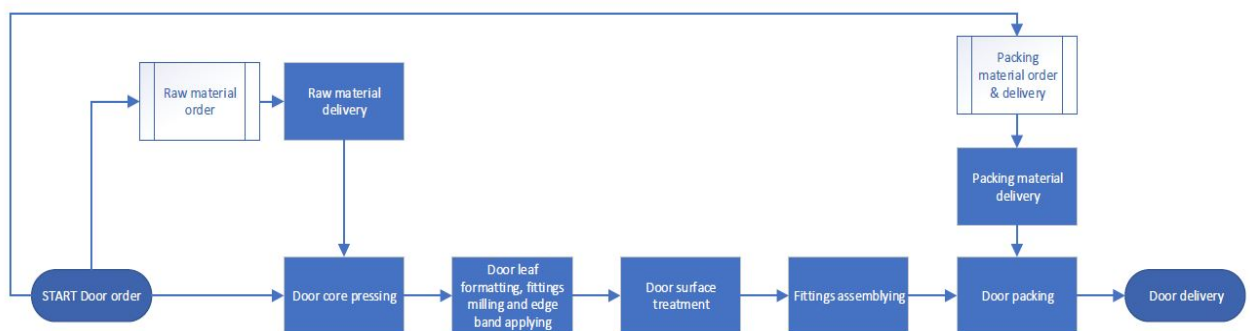 Packing
material order
& delivery
Raw material
order
Raw material
delivery
Packing material
delivery
START Door order
Door core pressing
Door leaf
formatting, fittings
milling and edge
band applying
Door surface
treatment
Fittings assemblying
Door packing
Door delivery